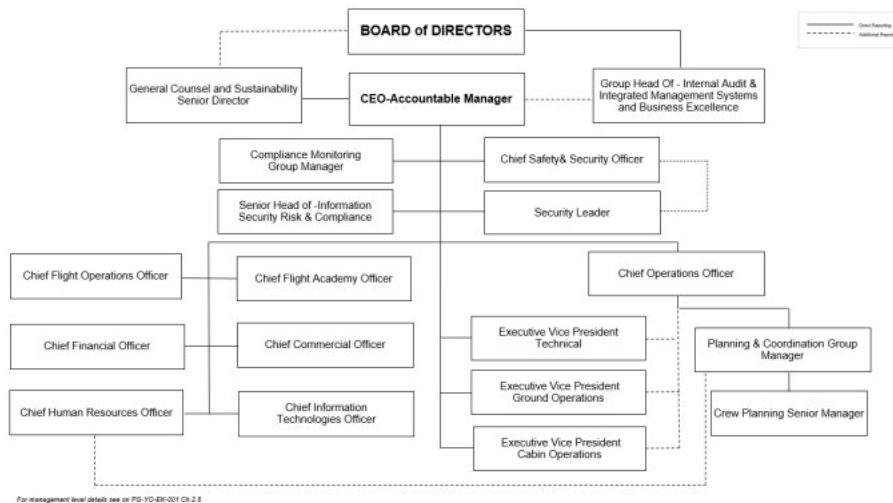 BOARD of DIRECTORS
Direct Reporting
Additional Report
General Counsel and Sustainability
Senior Director
CEO-Accountable Manager
Group Head Of - Internal Audit &
Integrated Management Systems
and Business Excellence
Compliance Monitoring
Group Manager
Chief Safety& Security Officer
Senior Head of -Information
Security Risk & Compliance
Security Leader
Chief Flight Operations Officer
Chief Flight Academy Officer
Chief Operations Officer
Chief Financial Officer
Chief Commercial Officer
Executive Vice President
Technical
Planning & Coordination Group
Manager
Chief Human Resources Officer
Chief Information
Technologies Officer
Executive Vice President
Ground Operations
Crew Planning Senior Manager
Executive Vice President
Cabin Operations
For management level details see on PG-YO-EK-001 Ch.2.8